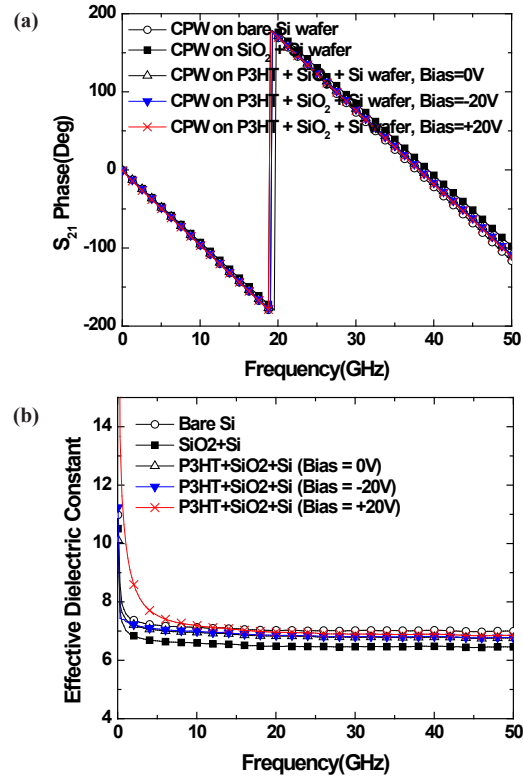 (a)
200
100
0
-100
-200
S21 Phase(Deg)
CPW on bare Si wafer
CPW on SiO2 + Si wafer
CPW on P3HT + SiO2 + Si wafer, Bias=0V
CPW on P3HT + SiO2 + Si wafer, Bias=-20V
CPW on P3HT + SiO2 + Si wafer, Bias=+20V
0 10 20 30 40 50
Frequency(GHz)
(b)
14
12
10
8
6
4
Effective Dielectric Constant
Bare Si
SiO2+Si
P3HT+SiO2+Si (Bias = 0V)
P3HT+SiO2+Si (Bias = -20V)
P3HT+SiO2+Si (Bias = +20V)
0 10 20 30 40 50
Frequency(GHz)